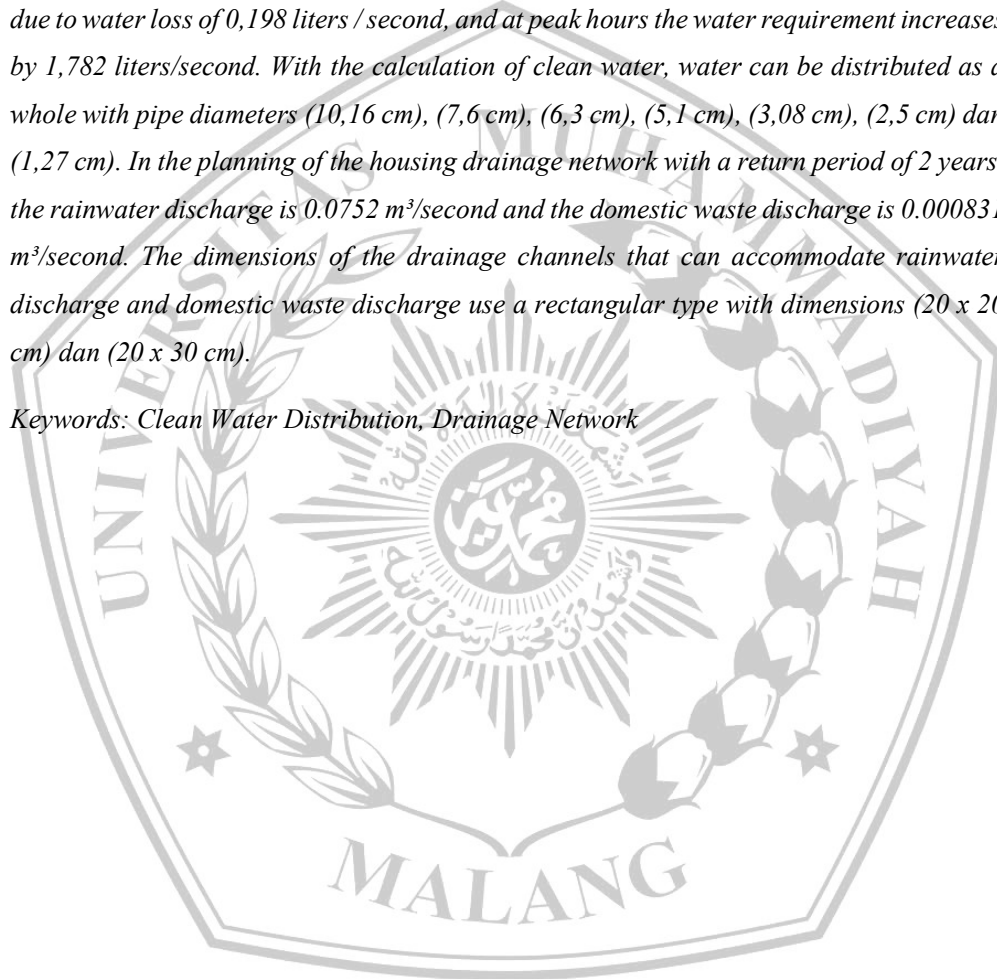 due to water loss of 0,198 liters / second, and at peak hours the water requirement increases
by 1,782 liters/second. With the calculation of clean water, water can be distributed as a
whole with pipe diameters (10,16 cm), (7,6 cm), (6,3 cm), (5,1 cm), (3,08 cm), (2,5 cm) dan
(1,27 cm). In the planning of the housing drainage network with a return period of 2 years
the rainwater discharge is 0.0752 m³/second and the domestic waste discharge is 0.000831
m³/second. The dimensions of the drainage channels that can accommodate rainwater
discharge and domestic waste discharge use a rectangular type with dimensions (20 x 20
cm) dan (20 x 30 cm).
Keywords: Clean Water Distribution, Drainage Network
UNIVERSITAS MUHAMMADIYAH
MALANG